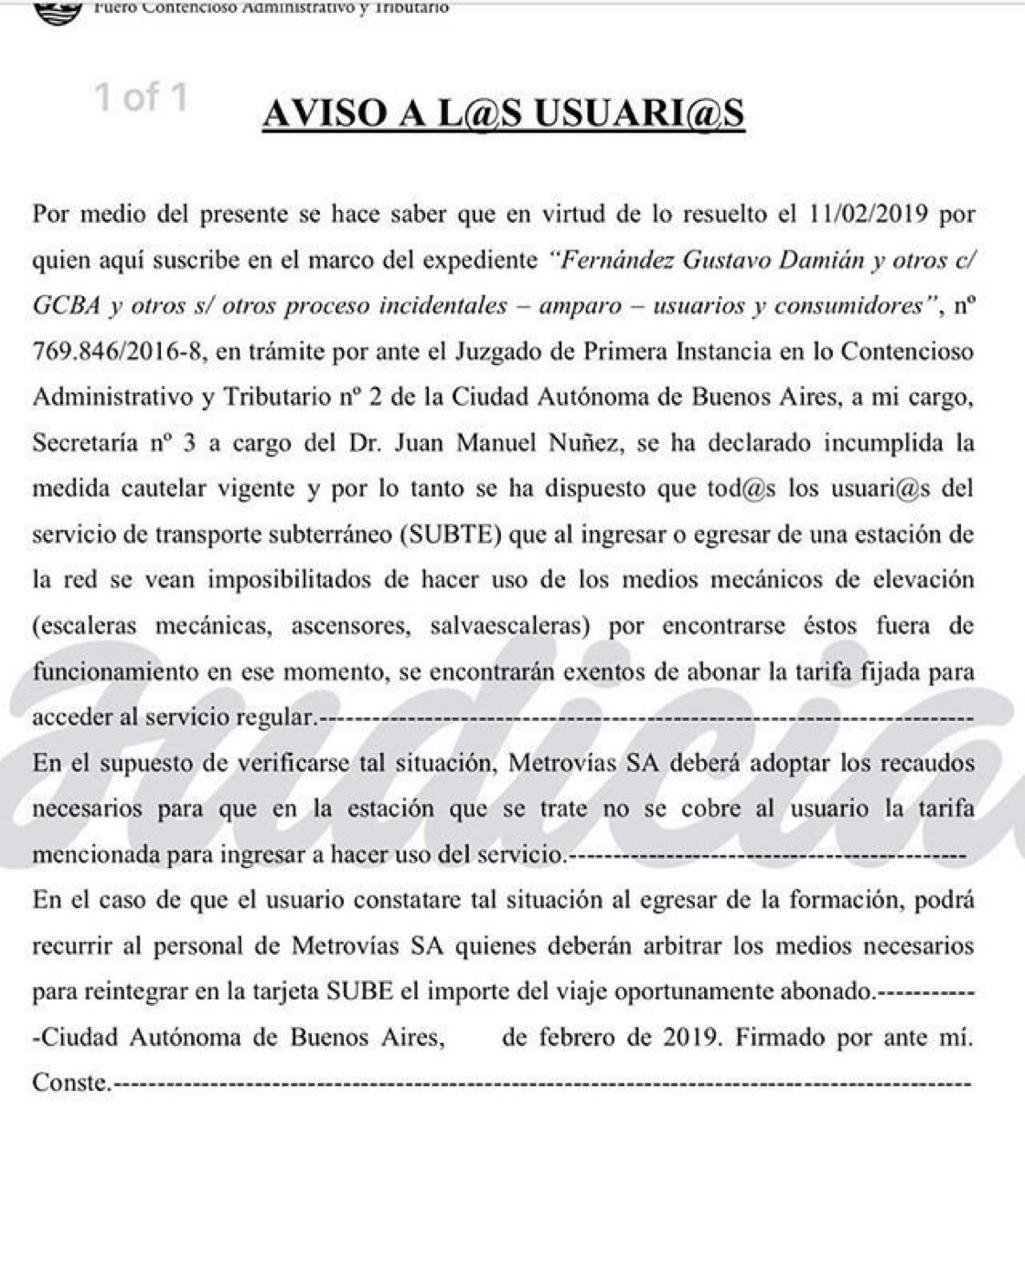 Fuero Contencioso Administrativo y Tributario
1 of 1
AVISO A L@S USUARI@S
Por medio del presente se hace saber que en virtud de lo resuelto el 11/02/2019 por
quien aquí suscribe en el marco del expediente “Fernández Gustavo Damián y otros c/
GCBA y otros s/ otros proceso incidentales – amparo – usuarios y consumidores”, nº
769.846/2016-8, en trámite por ante el Juzgado de Primera Instancia en lo Contencioso
Administrativo y Tributario nº 2 de la Ciudad Autónoma de Buenos Aires, a mi cargo,
Secretaría nº 3 a cargo del Dr. Juan Manuel Nuñez, se ha declarado incumplida la
medida cautelar vigente y por lo tanto se ha dispuesto que tod@s los usuari@s del
servicio de transporte subterráneo (SUBTE) que al ingresar o egresar de una estación de
la red se vean imposibilitados de hacer uso de los medios mecánicos de elevación
(escaleras mecánicas, ascensores, salvaescaleras) por encontrarse éstos fuera de
funcionamiento en ese momento, se encontrarán exentos de abonar la tarifa fijada para
acceder al servicio regular.---------------------------------------------------------------------------
En el supuesto de verificarse tal situación, Metrovías SA deberá adoptar los recaudos
necesarios para que en la estación que se trate no se cobre al usuario la tarifa
mencionada para ingresar a hacer uso del servicio.---------------------------------------------
En el caso de que el usuario constatare tal situación al egresar de la formación, podrá
recurrir al personal de Metrovías SA quienes deberán arbitrar los medios necesarios
para reintegrar en la tarjeta SUBE el importe del viaje oportunamente abonado.-----------
-Ciudad Autónoma de Buenos Aires, de febrero de 2019. Firmado por ante mí.
Conste.-------------------------------------------------------------------------------------------------